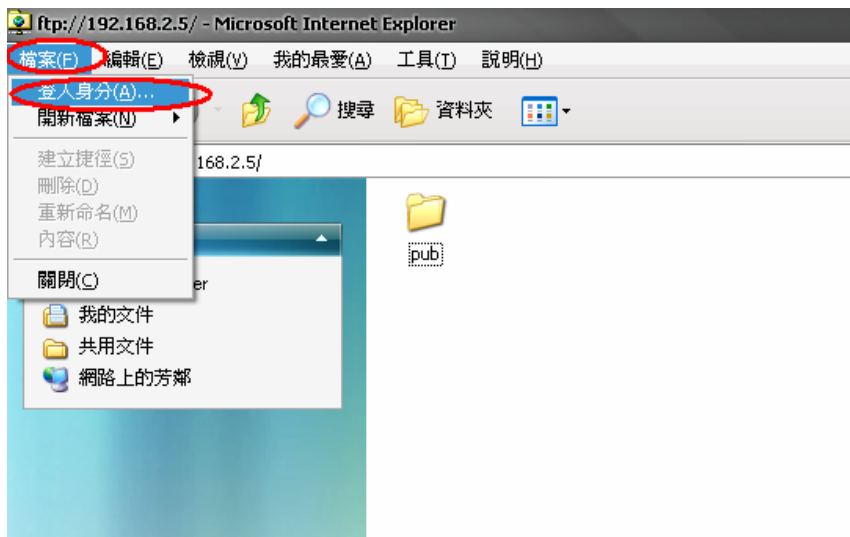 ftp://192.168.2.5/ - Microsoft Internet Explorer
檔案(F) 編輯(E) 檢視(V) 我的最愛(A) 工具(T) 說明(H)
登入身分(A)...
開新檔案(N)
搜尋 資料夾
建立捷徑(S)
168.2.5/
刪除(D)
重新命名(M)
內容(R)
pub
關閉(C)
er
我的文件
共用文件
網路上的芳鄰